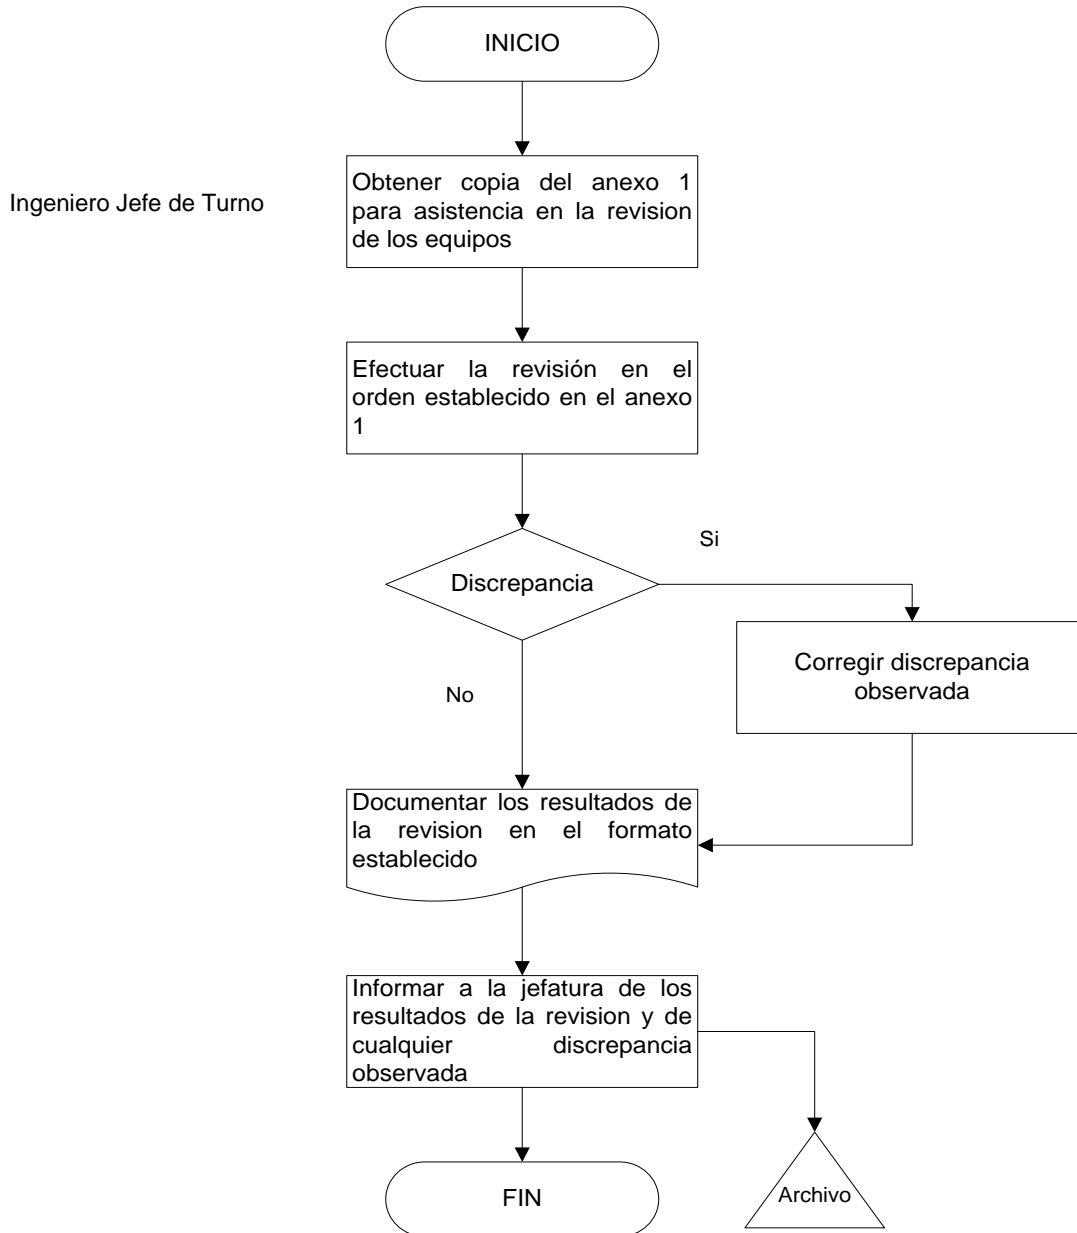 INICIO
Ingeniero Jefe de Turno
Obtener copia del anexo 1
para asistencia en la revision
de los equipos
Efectuar la revisión en el
orden establecido en el anexo
1
Discrepancia
Si
Corregir discrepancia
observada
No
Documentar los resultados de
la revision en el formato
establecido
Informar a la jefatura de los
resultados de la revision y de
cualquier discrepancia
observada
FIN
Archivo